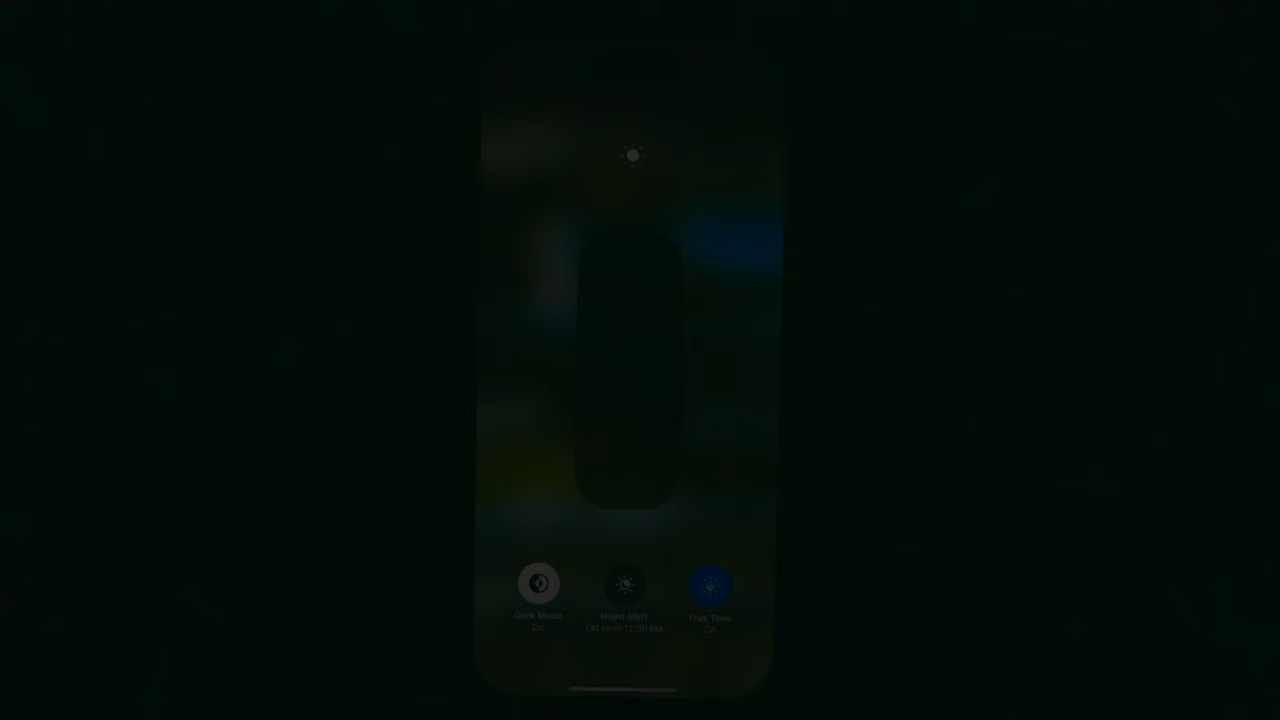 Dark Mode
On
Night Shift
Off Until 12:00 AM
True Tone
On